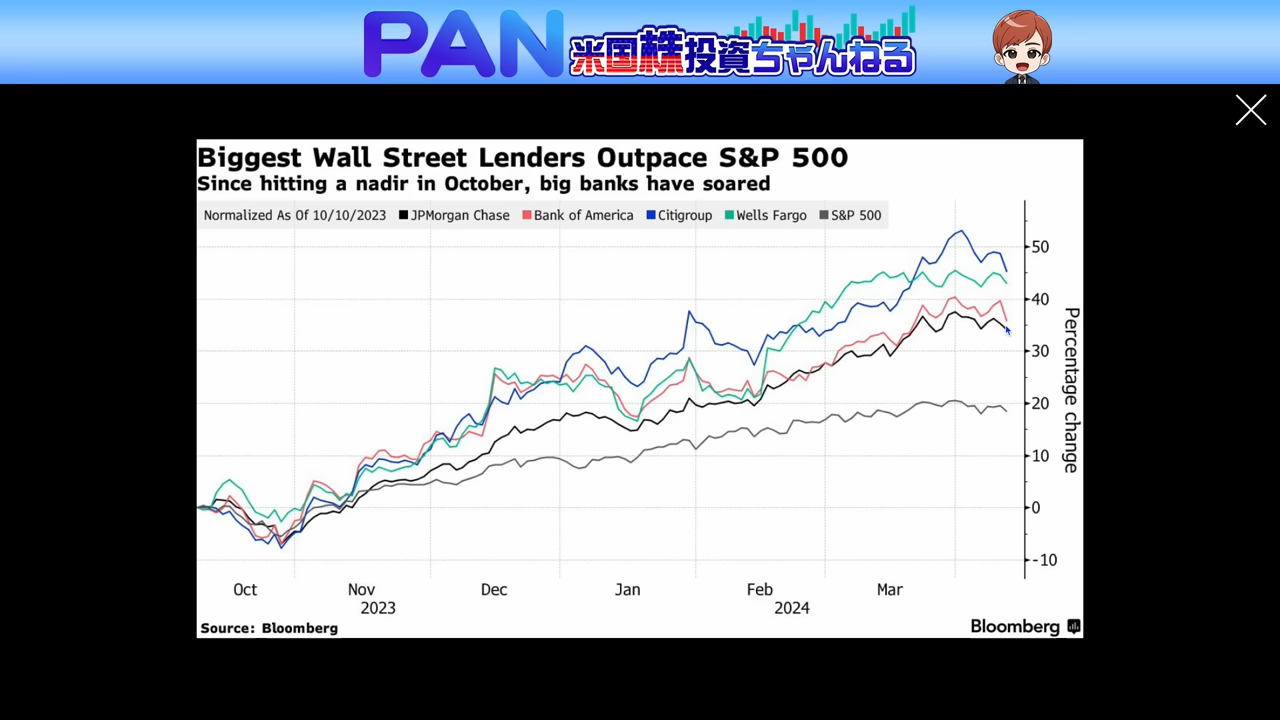 PAN 米国株投資ちゃんねる
Biggest Wall Street Lenders Outpace S&P 500
Since hitting a nadir in October, big banks have soared
Normalized As Of 10/10/2023 JPMorgan Chase Bank of America Citigroup Wells Fargo S&P 500
50
40
30
20
10
0
-10
Percentage change
Oct Nov Dec Jan Feb Mar
2023 2024
Source: Bloomberg
Bloomberg